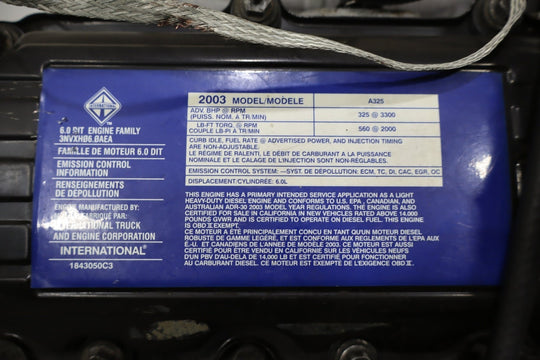 2003 MODEL/MODELE A325
ADV. BHP @ RPM
(PUISS. NOM. A TR/MIN) 325 @ 3300
LB-FT TORQ. @ RPM
COUPLE LB-PI A TR/MIN 560 @ 2000
CURB IDLE, FUEL RATE @ ADVERTISED POWER, AND INJECTION TIMING
ARE NON-ADJUSTABLE.
LE RÉGIME DE RALENTI, LE DÉBIT DE CARBURANT A LA PUISSANCE
NOMINALE ET LE CALAGE DE L'INJECTION SONT NON-RÉGLABLES.
EMISSION CONTROL SYSTEM: —SYST. DE DÉPOLLUTION: ECM, TC, DI, CAC, EGR, OC
DISPLACEMENT/CYLINDRÉE: 6.0L
THIS ENGINE HAS A PRIMARY INTENDED SERVICE APPLICATION AS A LIGHT
HEAVY-DUTY DIESEL ENGINE AND CONFORMS TO U.S. EPA , CANADIAN, AND
AUSTRALIAN ADR-30 2003 MODEL YEAR REGULATIONS. THE ENGINE IS ALSO
CERTIFIED FOR SALE IN CALIFORNIA IN NEW VEHICLES RATED ABOVE 14,000
POUNDS GVWR AND IS CERTIFIED TO OPERATE ON DIESEL FUEL. THIS ENGINE
IS OBD II EXEMPT.
CE MOTEUR A ÉTÉ PRINCIPALEMENT CONCU EN TANT QU'UN MOTEUR DIESEL
ROBUSTE DE GAMME LÉGÈRE, ET EST CONFORME AUX REGLEMENTS DE L'EPA AUX
É.-U. ET CANADIENS DE L'ANNÉE DE MODÈLE 2003. CE MOTEUR EST AUSSI
CERTIFIÉ POUR ÊTRE VENDU EN CALIFORNIE SUR LES VÉHICULES NEUFS
D'UN PBV D'AU-DELA DE 14,000 LB ET EST CERTIFIÉ POUR FONCTIONNER
AU CARBURANT DIESEL. CE MOTEUR EST EXEMPTÉ DE L'EXIGENCE OBD II.
6.0 DIT ENGINE FAMILY
3NVXH06.0AEA
FAMILLE DE MOTEUR 6.0 DIT
EMISSION CONTROL
INFORMATION
RENSEIGNEMENTS
DE DÉPOLLUTION
ENGINE MANUFACTURED BY:
FABRIQUÉ PAR:
INTERNATIONAL TRUCK
AND ENGINE CORPORATION
INTERNATIONAL®
1843050C3